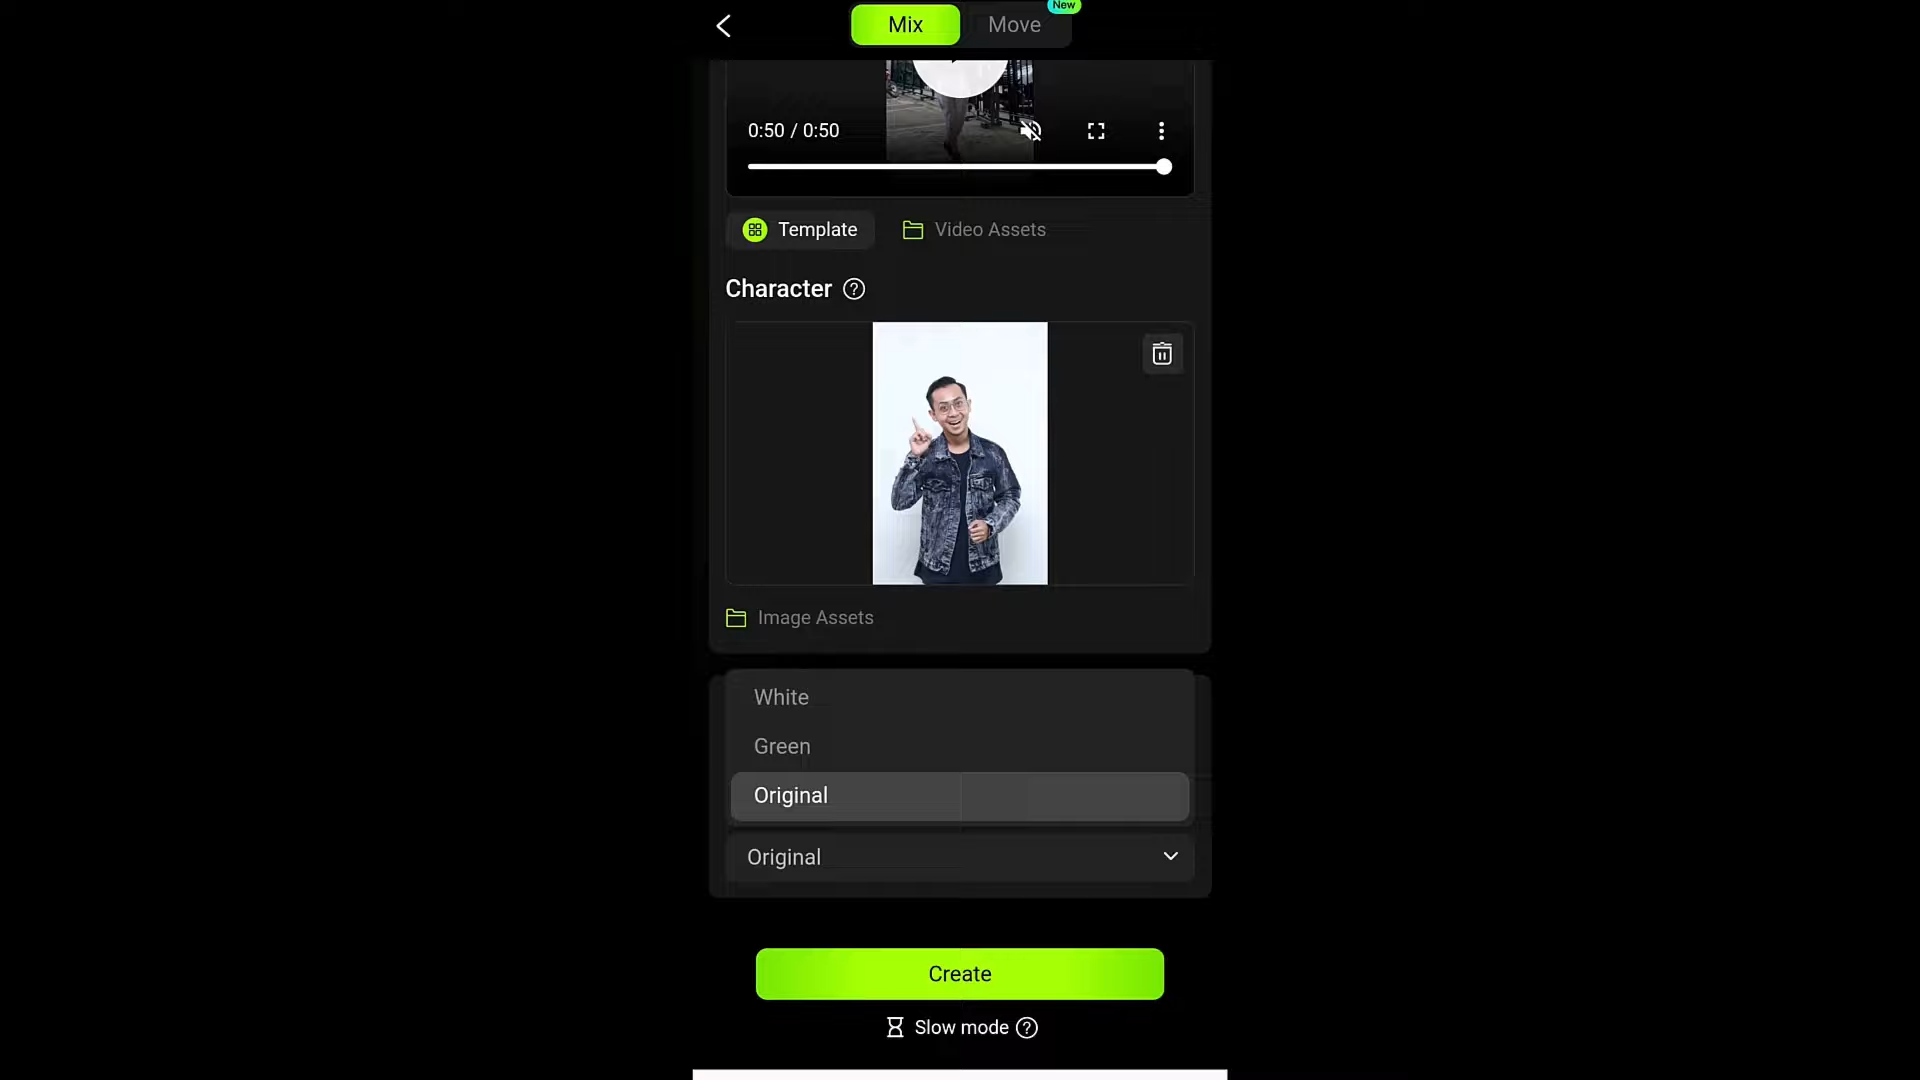 New
Mix
Move
0:50 / 0:50
Template
Video Assets
Character
Image Assets
White
Green
Original
Original
Create
Slow mode